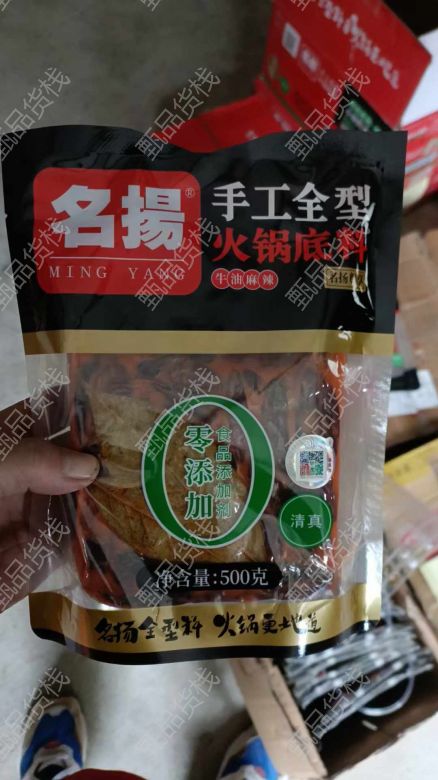 名揚®
MING YANG
手工全型
火锅底料
牛油麻辣
食品添加剂
零添加
清真
净含量:500克
名扬全型料 火锅更地道
甄品货栈